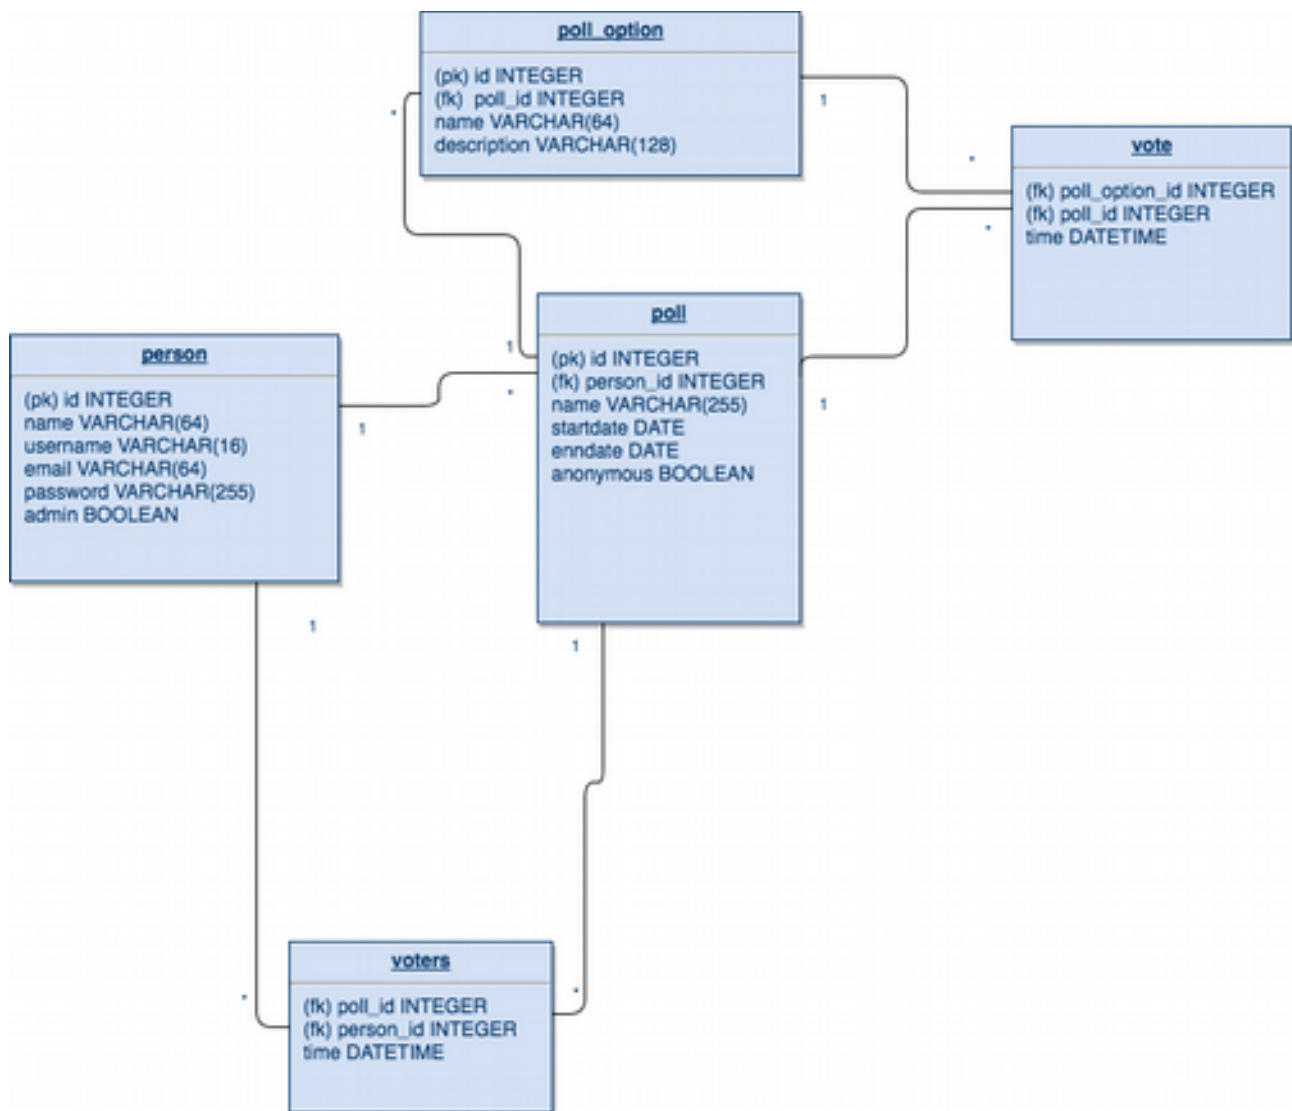 poll_option
(pk) id INTEGER
(fk) poll_id INTEGER
name VARCHAR(64)
description VARCHAR(128)
*
1
*
vote
(fk) poll_option_id INTEGER
(fk) poll_id INTEGER
time DATETIME
*
poll
(pk) id INTEGER
(fk) person_id INTEGER
name VARCHAR(255)
startdate DATE
enndate DATE
anonymous BOOLEAN
1
*
1
person
(pk) id INTEGER
name VARCHAR(64)
username VARCHAR(16)
email VARCHAR(64)
password VARCHAR(255)
admin BOOLEAN
1
1
1
voters
(fk) poll_id INTEGER
(fk) person_id INTEGER
time DATETIME
*
*